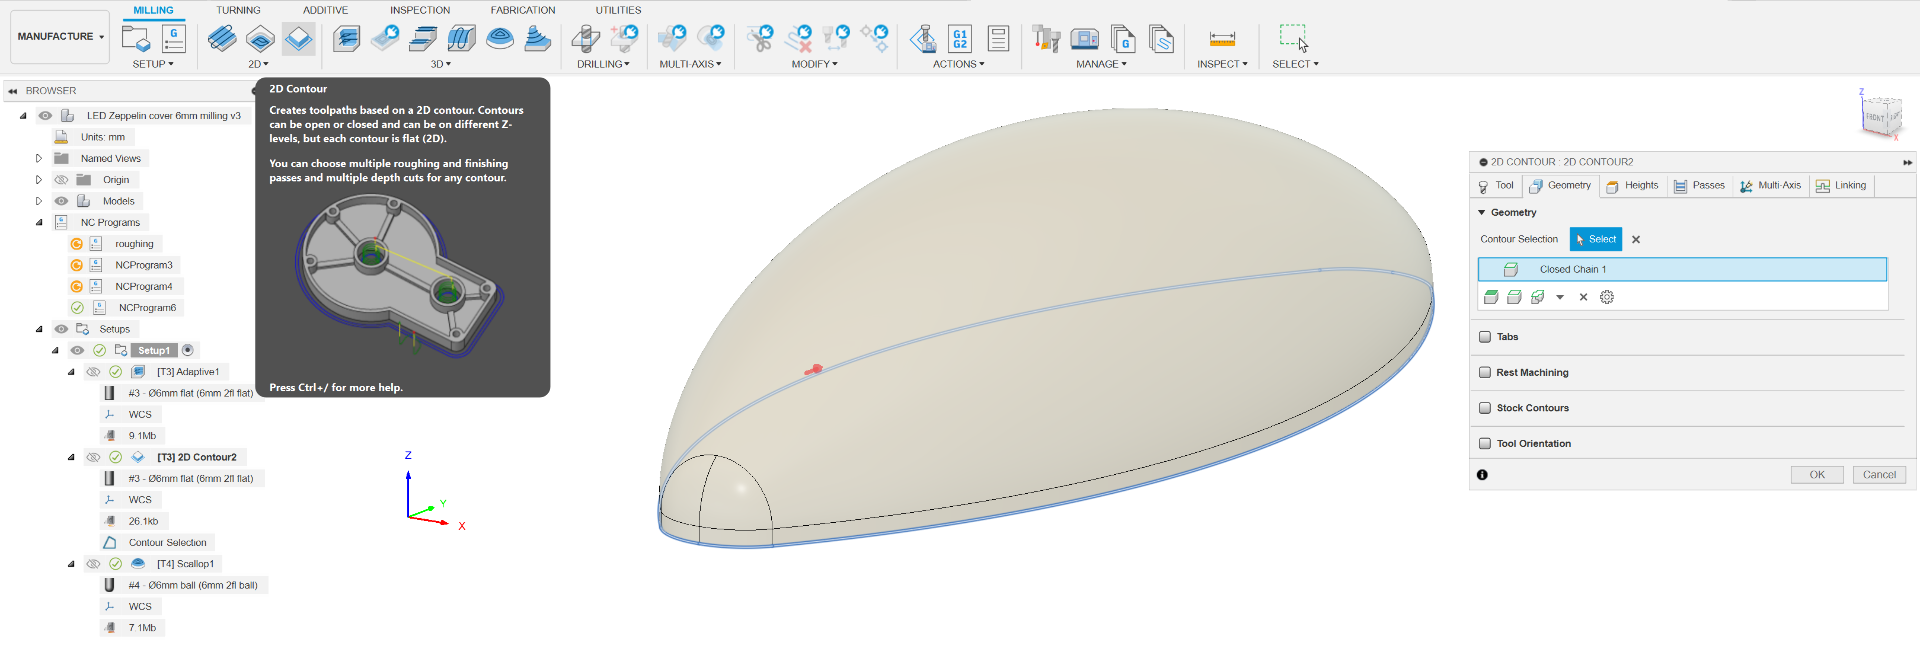 MILLING TURNING ADDITIVE INSPECTION FABRICATION UTILITIES
MANUFACTURE
G
G1
G2
G
SETUP 2D 3D DRILLING MULTI-AXIS MODIFY ACTIONS MANAGE INSPECT SELECT
BROWSER
LED Zeppelin cover 6mm milling v3
Units: mm
Named Views
Origin
Models
NC Programs
roughing
NCProgram3
NCProgram4
NCProgram6
Setups
Setup1
[T3] Adaptive1
#3 - Ø6mm flat (6mm 2fl flat)
WCS
9.1Mb
[T3] 2D Contour2
#3 - Ø6mm flat (6mm 2fl flat)
WCS
26.1kb
Contour Selection
[T4] Scallop1
#4 - Ø6mm ball (6mm 2fl ball)
WCS
7.1Mb
2D Contour
Creates toolpaths based on a 2D contour. Contours
can be open or closed and can be on different Z-
levels, but each contour is flat (2D).
You can choose multiple roughing and finishing
passes and multiple depth cuts for any contour.
Press Ctrl+/ for more help.
Z
Y
X
Z
FRONT
X
2D CONTOUR : 2D CONTOUR2
Tool Geometry Heights Passes Multi-Axis Linking
Geometry
Contour Selection Select
Closed Chain 1
Tabs
Rest Machining
Stock Contours
Tool Orientation
OK Cancel